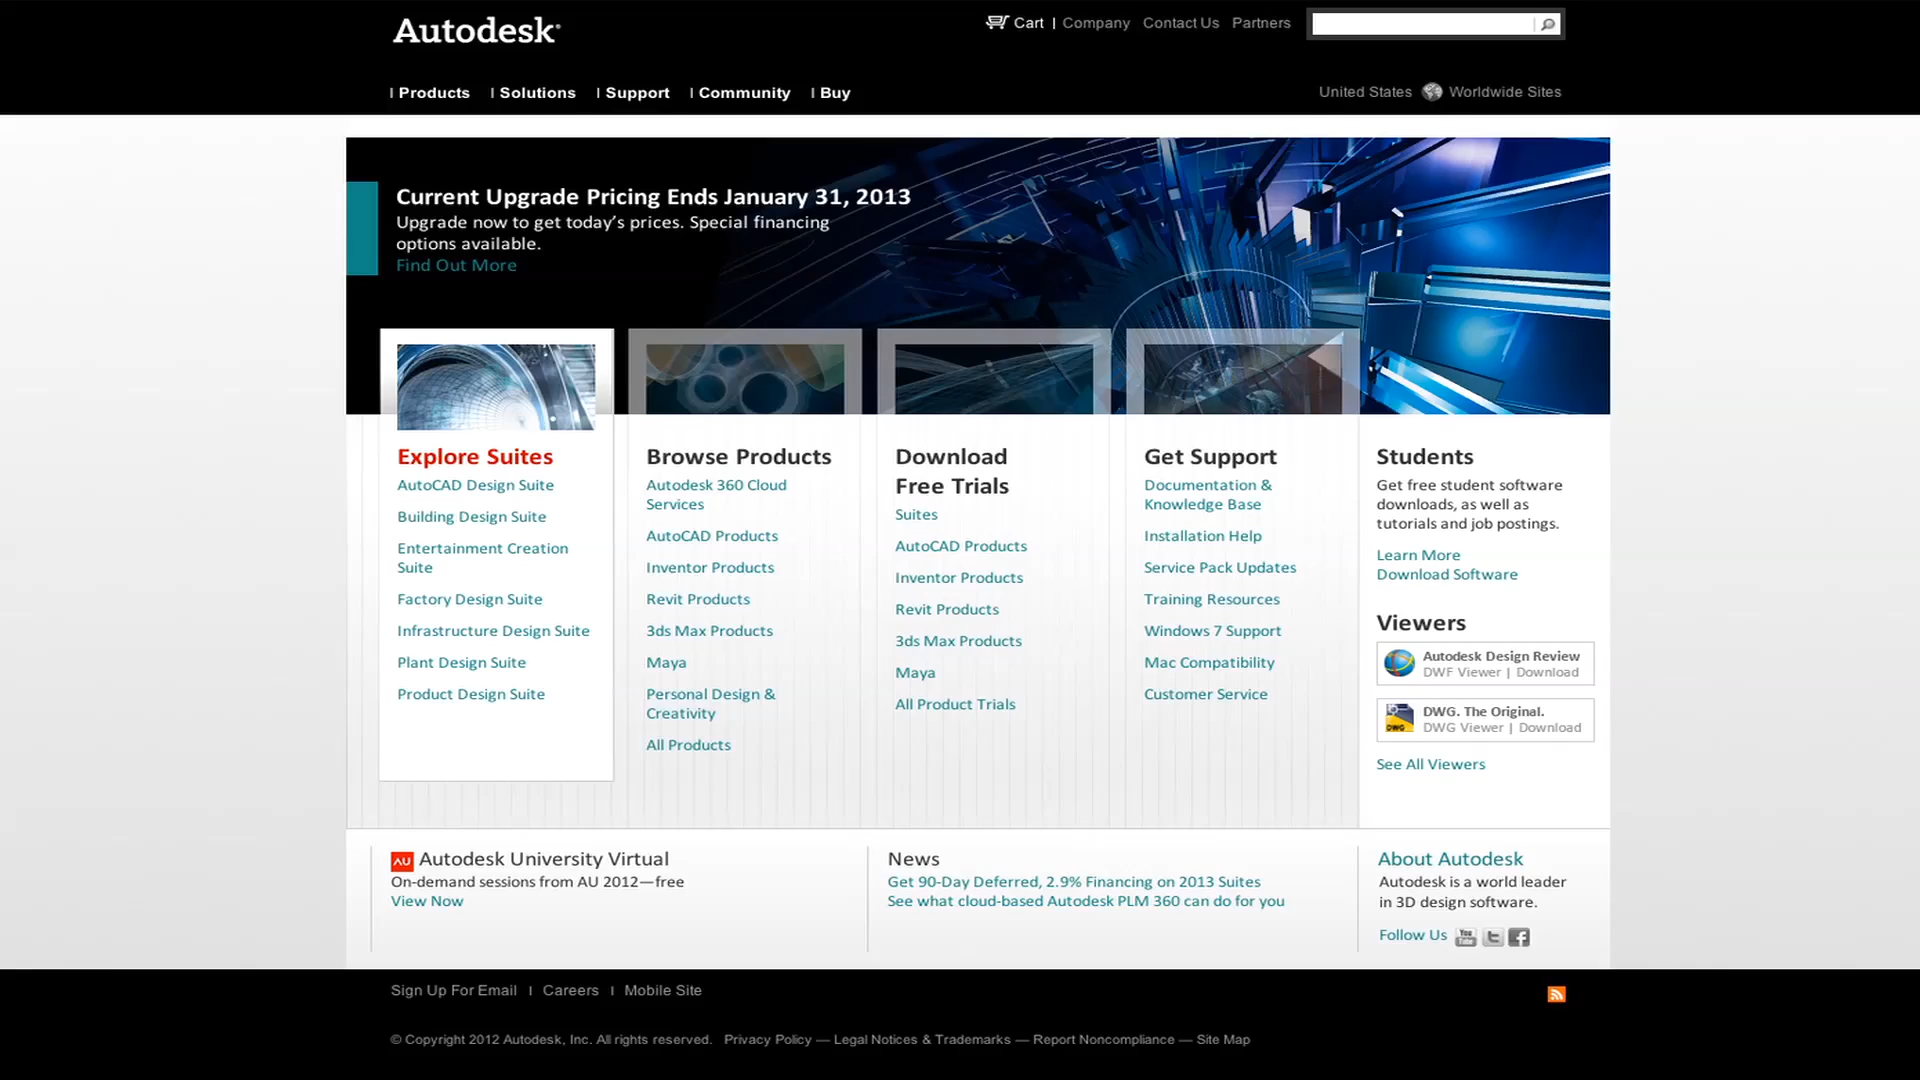 Autodesk®
Cart | Company Contact Us Partners
Products Solutions Support Community Buy
United States Worldwide Sites
Current Upgrade Pricing Ends January 31, 2013
Upgrade now to get today’s prices. Special financing
options available.
Find Out More
Explore Suites
AutoCAD Design Suite
Building Design Suite
Entertainment Creation
Suite
Factory Design Suite
Infrastructure Design Suite
Plant Design Suite
Product Design Suite
Browse Products
Autodesk 360 Cloud
Services
AutoCAD Products
Inventor Products
Revit Products
3ds Max Products
Maya
Personal Design &
Creativity
All Products
Download
Free Trials
Suites
AutoCAD Products
Inventor Products
Revit Products
3ds Max Products
Maya
All Product Trials
Get Support
Documentation &
Knowledge Base
Installation Help
Service Pack Updates
Training Resources
Windows 7 Support
Mac Compatibility
Customer Service
Students
Get free student software
downloads, as well as
tutorials and job postings.
Learn More
Download Software
Viewers
Autodesk Design Review
DWF Viewer | Download
DWG
DWG. The Original.
DWG Viewer | Download
See All Viewers
AU Autodesk University Virtual
On-demand sessions from AU 2012—free
View Now
News
Get 90-Day Deferred, 2.9% Financing on 2013 Suites
See what cloud-based Autodesk PLM 360 can do for you
About Autodesk
Autodesk is a world leader
in 3D design software.
Follow Us You Tube t f
Sign Up For Email | Careers | Mobile Site
© Copyright 2012 Autodesk, Inc. All rights reserved. Privacy Policy — Legal Notices & Trademarks — Report Noncompliance — Site Map